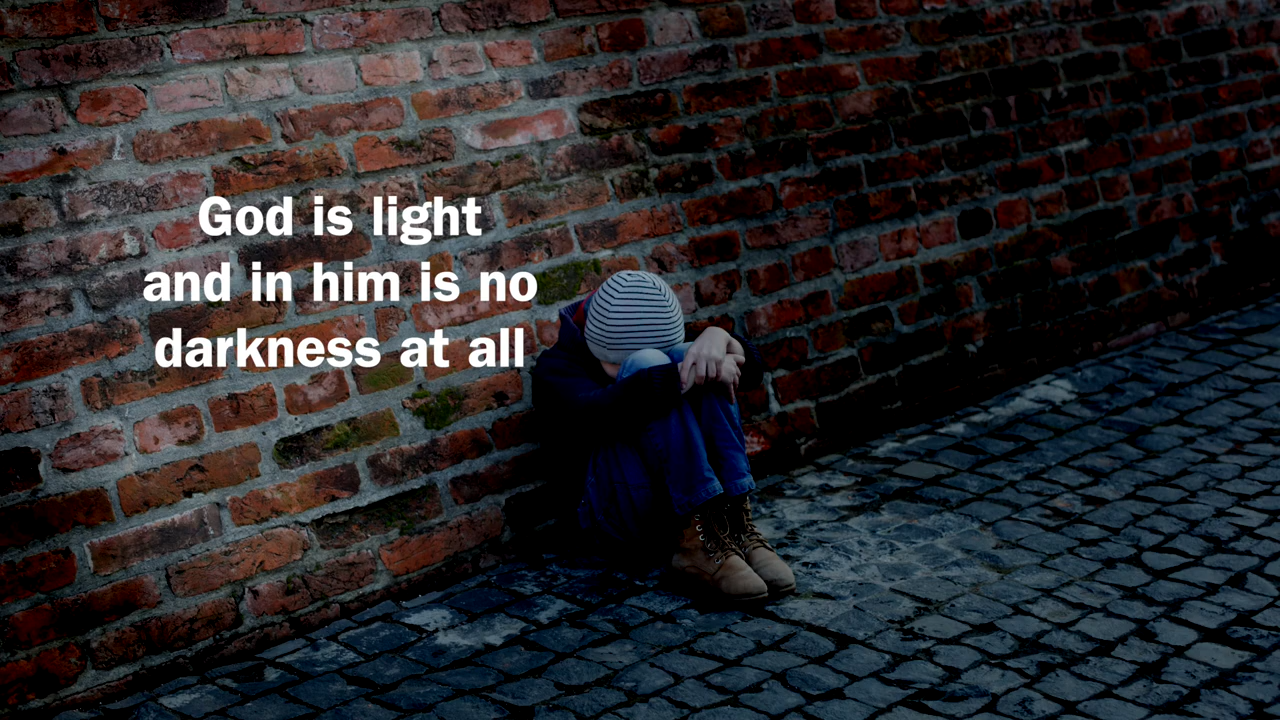 God is light
and in him is no
darkness at all